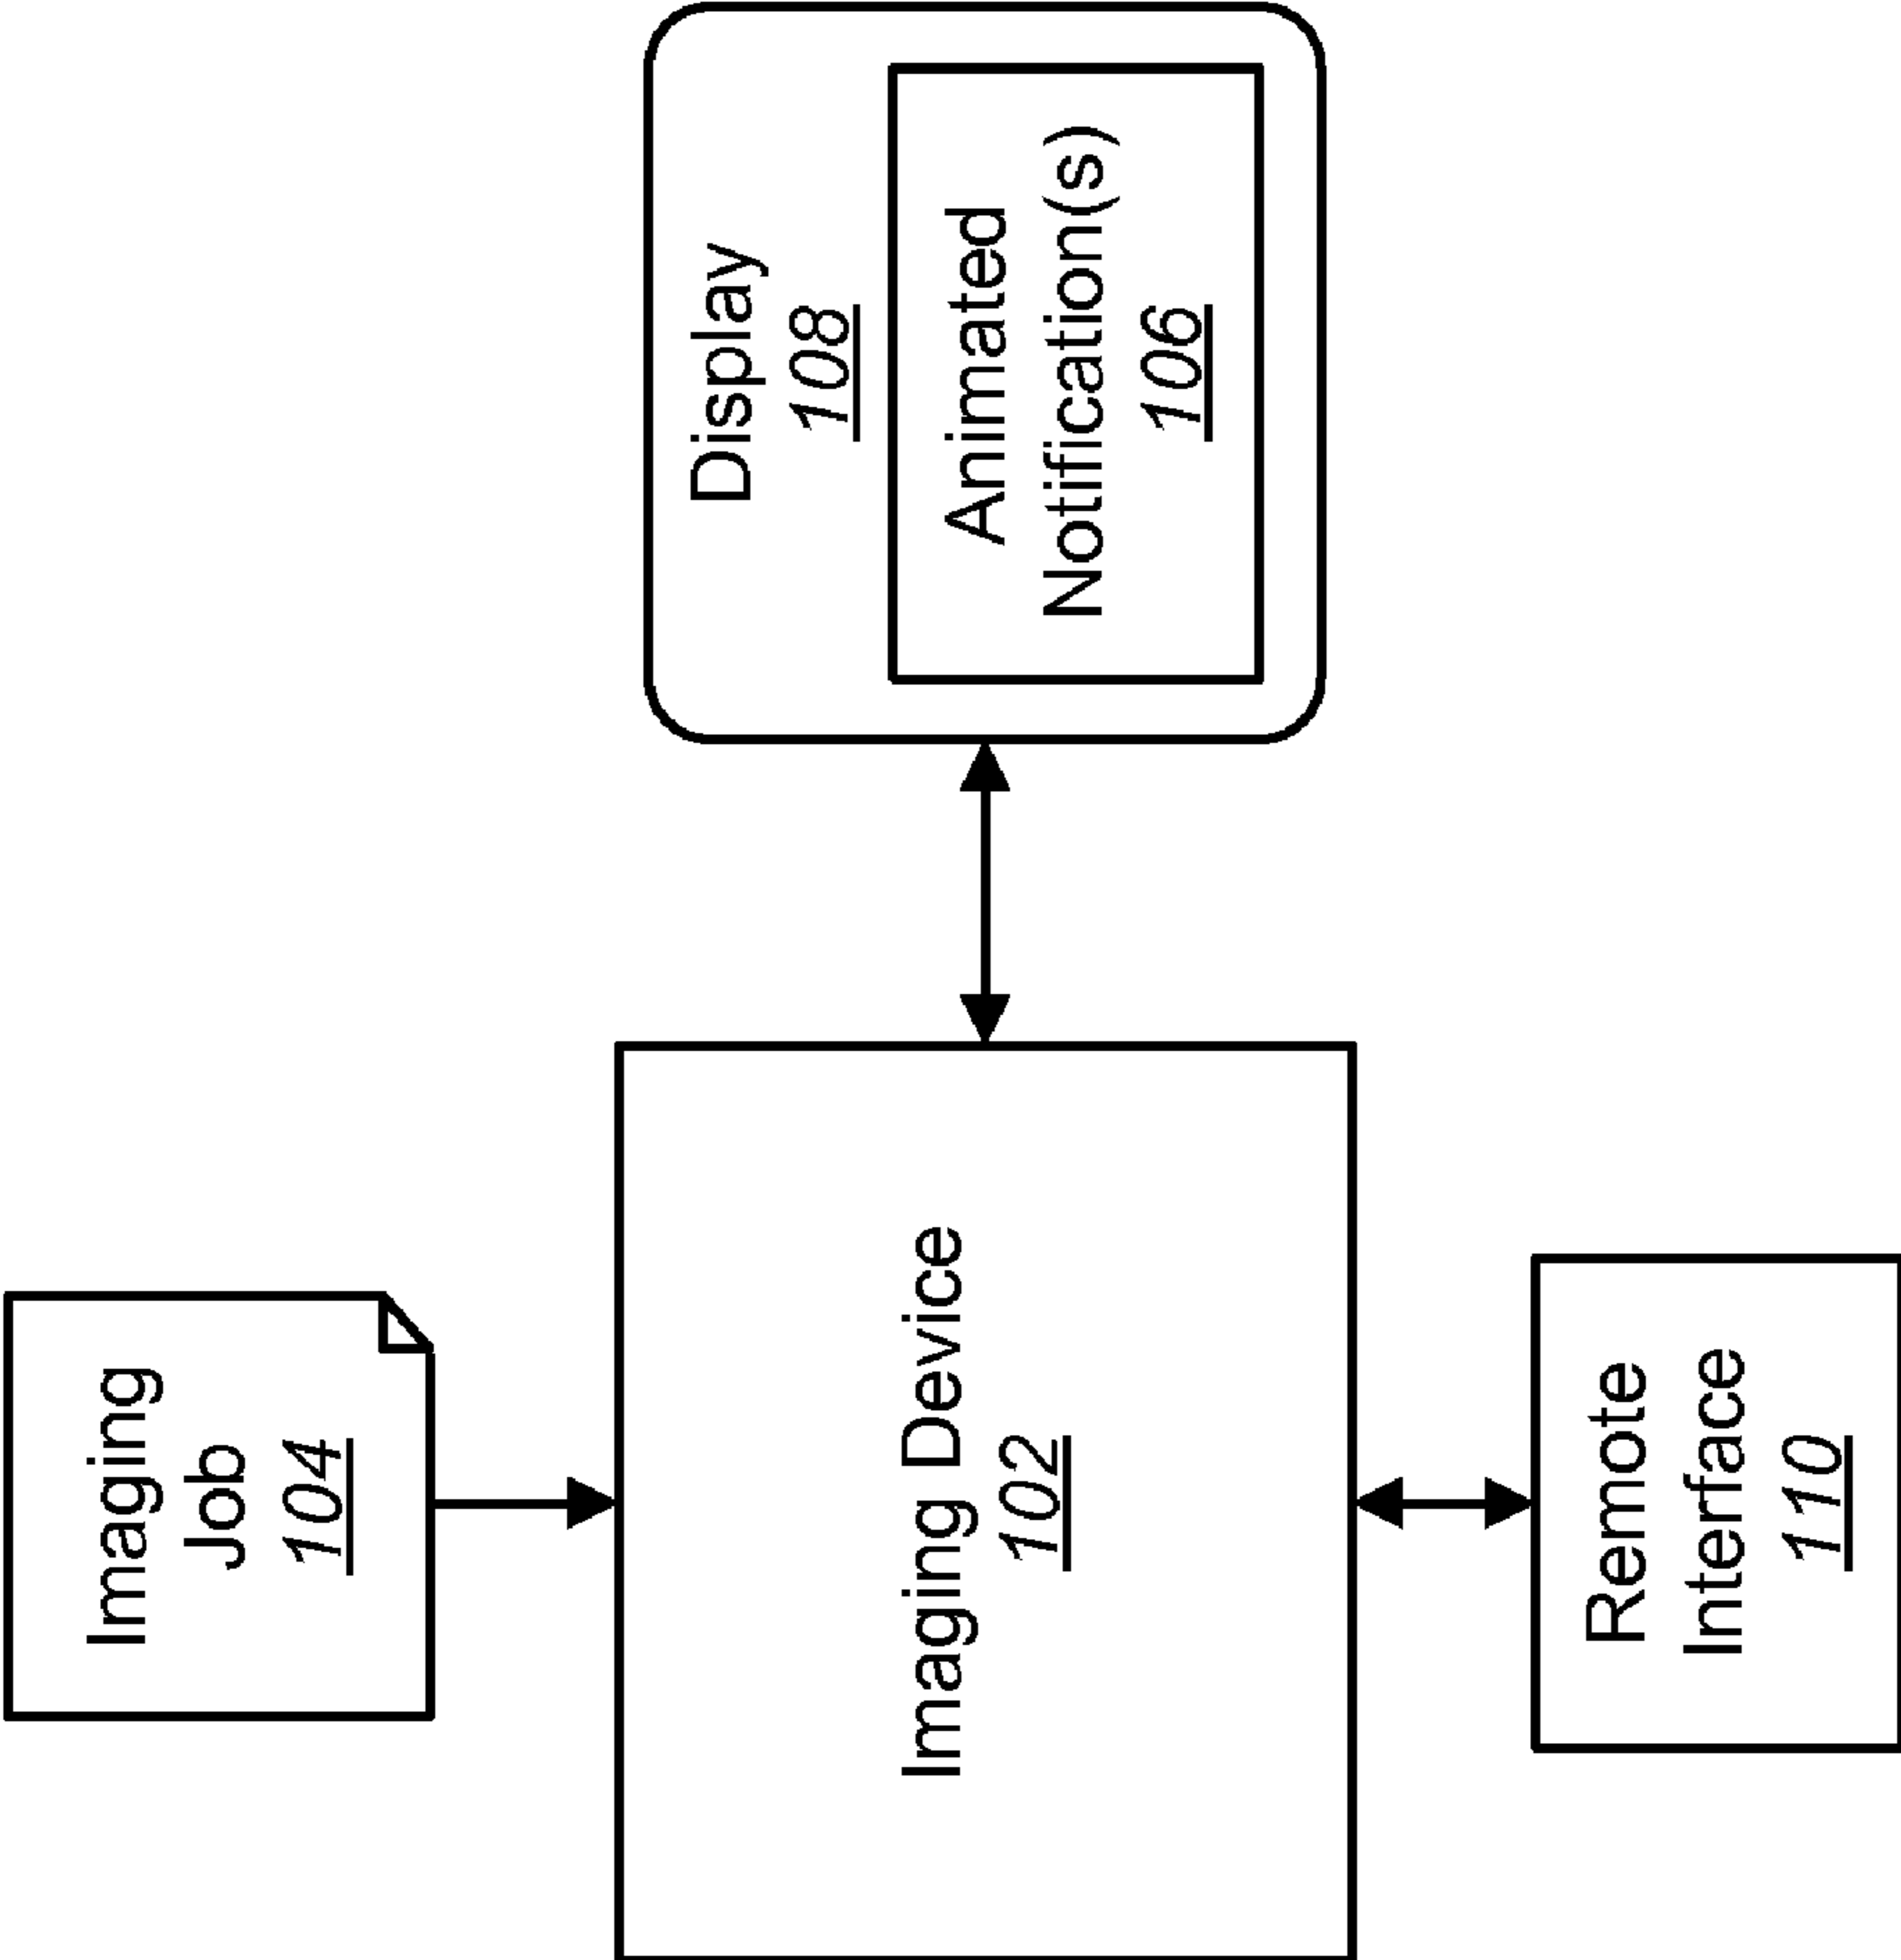 Imaging
Job
104
Imaging Device
102
Display
108
Animated
Notification(s)
106
Remote
Interface
110